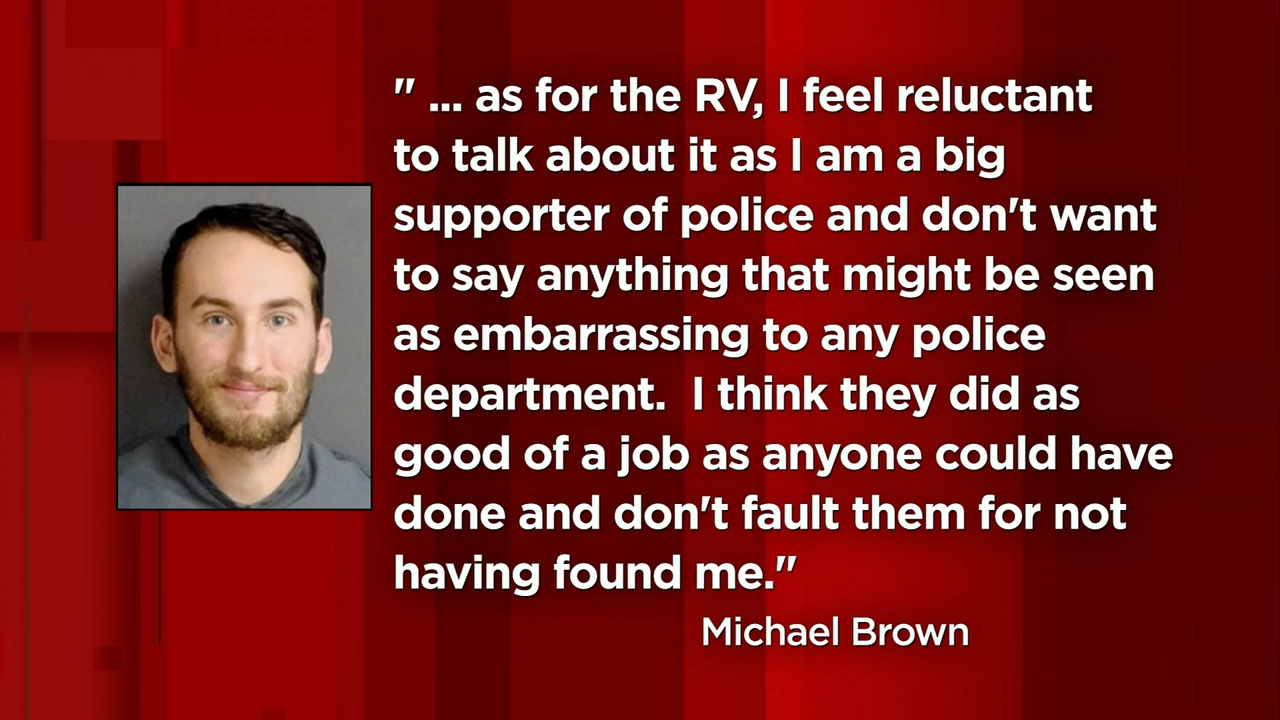 " ... as for the RV, I feel reluctant
to talk about it as I am a big
supporter of police and don't want
to say anything that might be seen
as embarrassing to any police
department.  I think they did as
good of a job as anyone could have
done and don't fault them for not
having found me."
Michael Brown